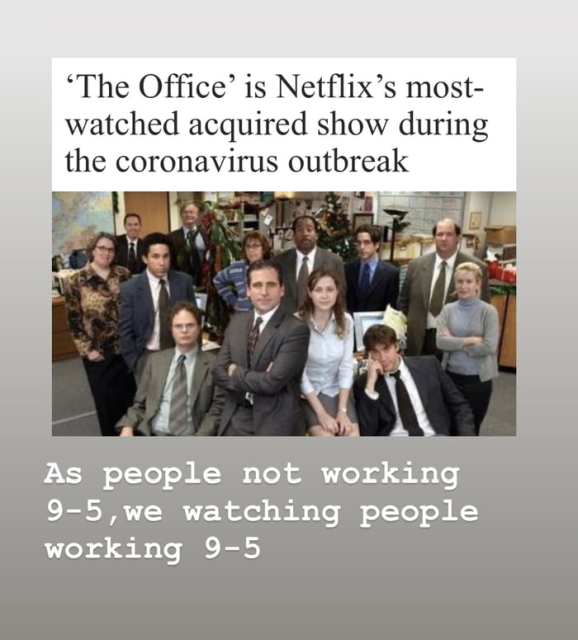 ‘The Office’ is Netflix’s most-
watched acquired show during
the coronavirus outbreak
As people not working
9-5,we watching people
working 9-5